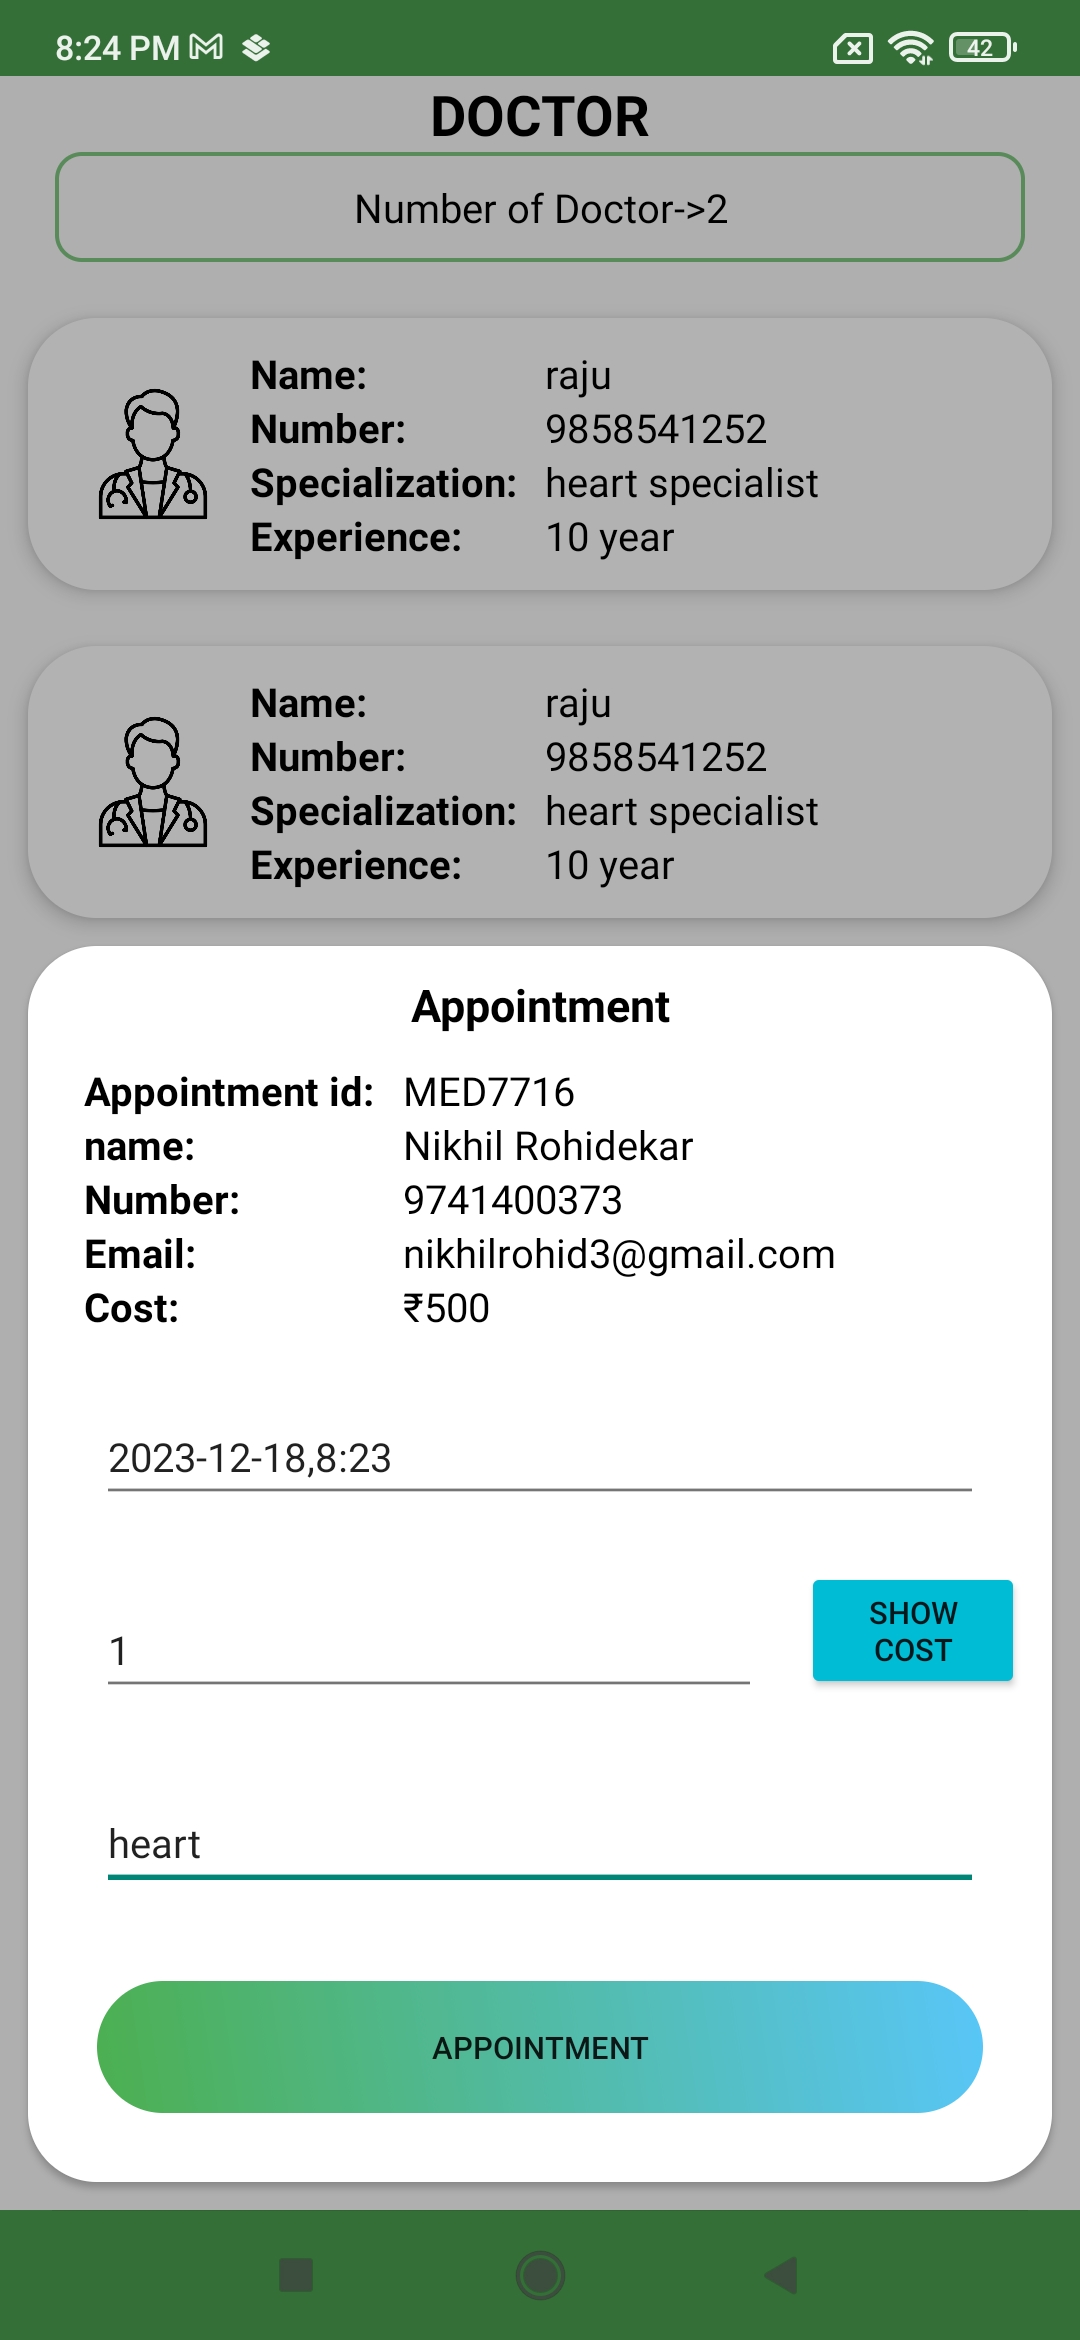 8:24 PM 42
DOCTOR
Number of Doctor->2
Name: raju
Number: 9858541252
Specialization: heart specialist
Experience: 10 year
Name: raju
Number: 9858541252
Specialization: heart specialist
Experience: 10 year
Appointment
Appointment id: MED7716
name: Nikhil Rohidekar
Number: 9741400373
Email: nikhilrohid3@gmail.com
Cost: ₹500
2023-12-18,8:23
1
SHOW
COST
heart
APPOINTMENT